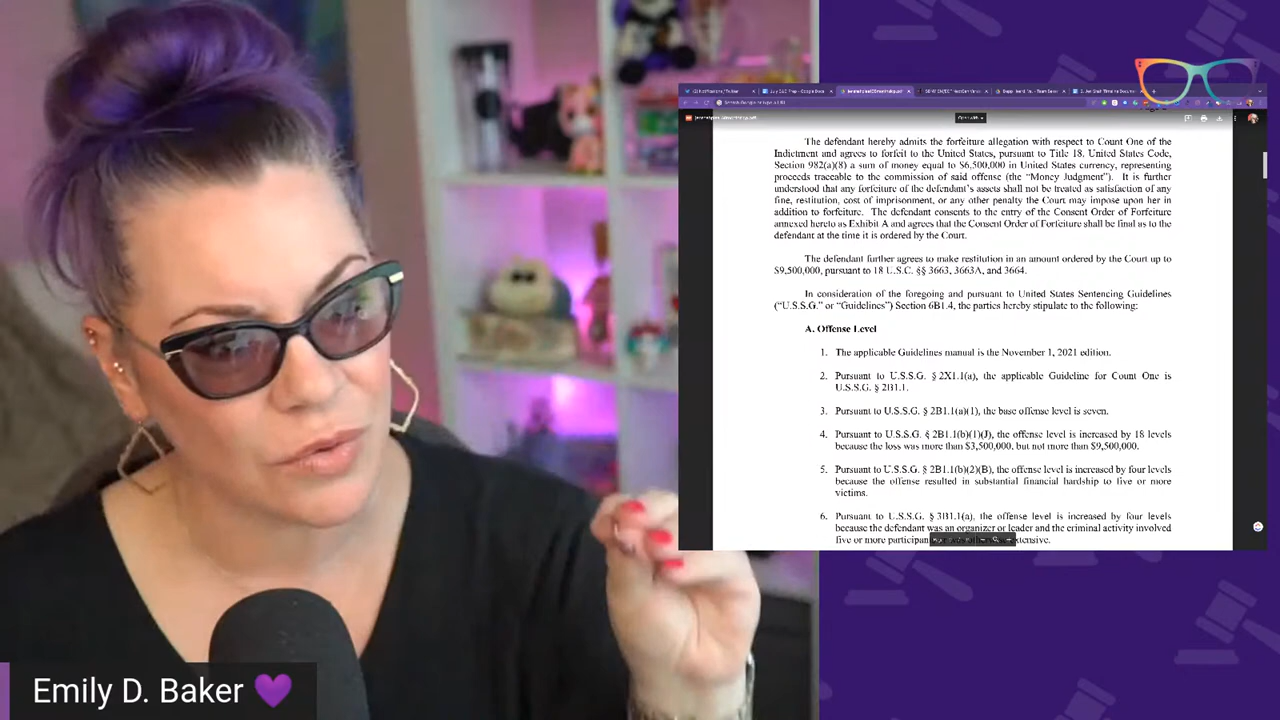 The defendant hereby admits the forfeiture allegation with respect to Count One of the
Indictment and agrees to forfeit to the United States, pursuant to Title 18, United States Code,
Section 982(a)(8) a sum of money equal to $6,500,000 in United States currency, representing
proceeds traceable to the commission of said offense (the “Money Judgment”). It is further
understood that any forfeiture of the defendant’s assets shall not be treated as satisfaction of any
fine, restitution, cost of imprisonment, or any other penalty the Court may impose upon her in
addition to forfeiture. The defendant consents to the entry of the Consent Order of Forfeiture
annexed hereto as Exhibit A and agrees that the Consent Order of Forfeiture shall be final as to the
defendant at the time it is ordered by the Court.
The defendant further agrees to make restitution in an amount ordered by the Court up to
$9,500,000, pursuant to 18 U.S.C. §§ 3663, 3663A, and 3664.
In consideration of the foregoing and pursuant to United States Sentencing Guidelines
(“U.S.S.G.” or “Guidelines”) Section 6B1.4, the parties hereby stipulate to the following:
A. Offense Level
1. The applicable Guidelines manual is the November 1, 2021 edition.
2. Pursuant to U.S.S.G. § 2X1.1(a), the applicable Guideline for Count One is
U.S.S.G. § 2B1.1.
3. Pursuant to U.S.S.G. § 2B1.1(a)(1), the base offense level is seven.
4. Pursuant to U.S.S.G. § 2B1.1(b)(1)(J), the offense level is increased by 18 levels
because the loss was more than $3,500,000, but not more than $9,500,000.
5. Pursuant to U.S.S.G. § 2B1.1(b)(2)(B), the offense level is increased by four levels
because the offense resulted in substantial financial hardship to five or more
victims.
6. Pursuant to U.S.S.G. § 3B1.1(a), the offense level is increased by four levels
because the defendant was an organizer or leader and the criminal activity involved
five or more
Emily D. Baker